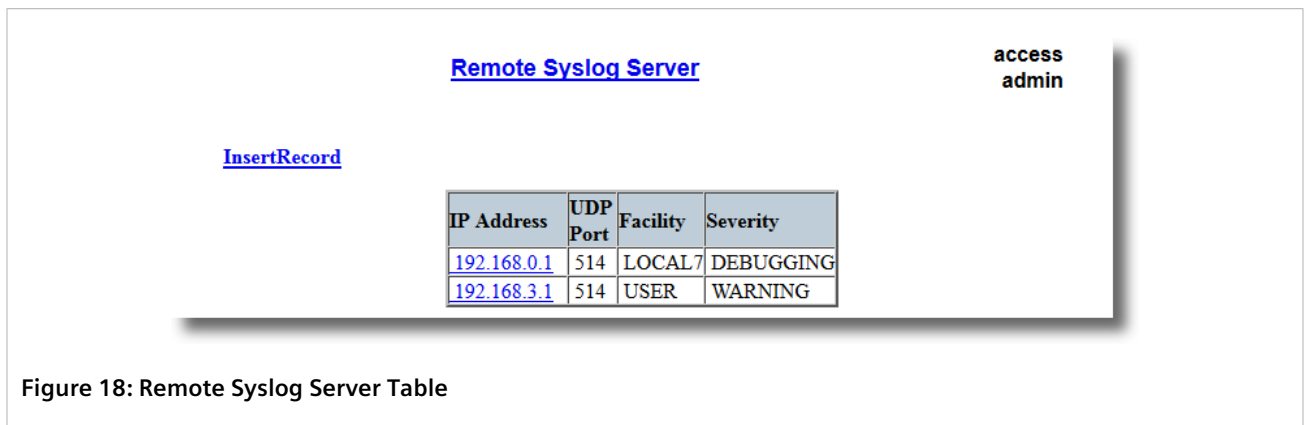 Remote Syslog Server
access
admin
InsertRecord
IP Address UDP Port Facility Severity
192.168.0.1 514 LOCAL7 DEBUGGING
192.168.3.1 514 USER WARNING
Figure 18: Remote Syslog Server Table